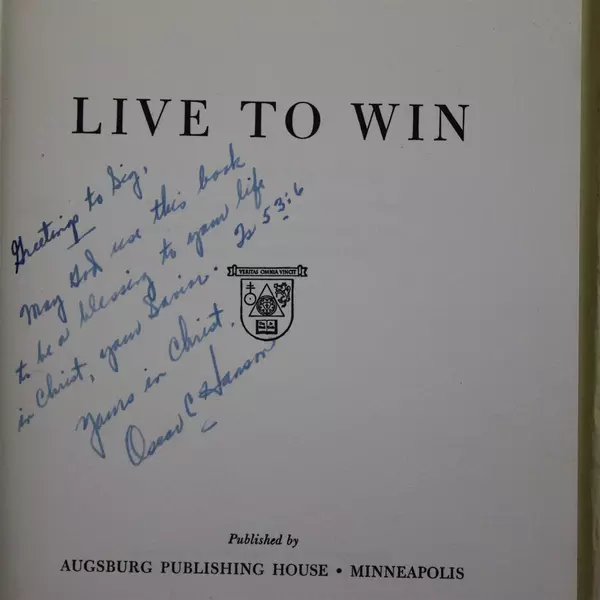 LIVE TO WIN
Greetings to Sig,
May God use this book
to be a blessing to your life
in Christ, your Savior. Is 53:6
Yours in Christ,
Oscar C Hanson
VERITAS OMNIA VINCIT
Published by
AUGSBURG PUBLISHING HOUSE • MINNEAPOLIS